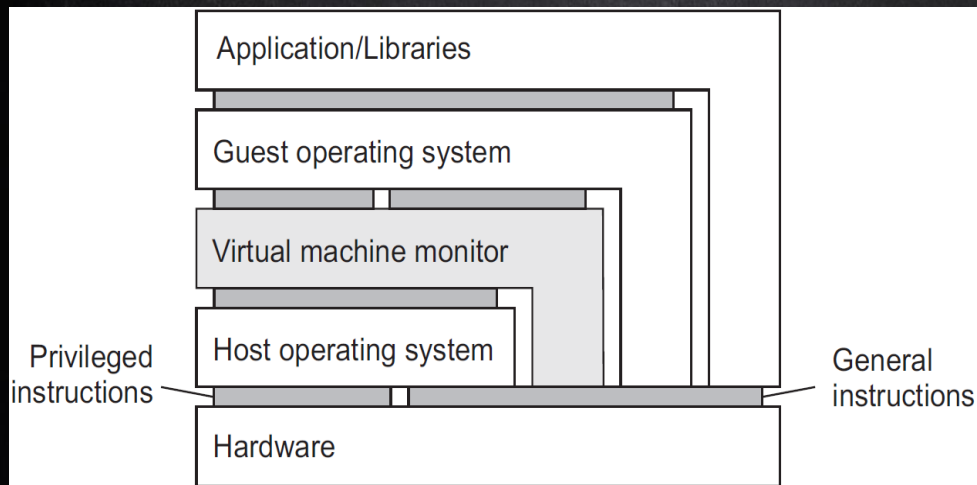 Application/Libraries
Guest operating system
Virtual machine monitor
Host operating system
Privileged
instructions
General
instructions
Hardware